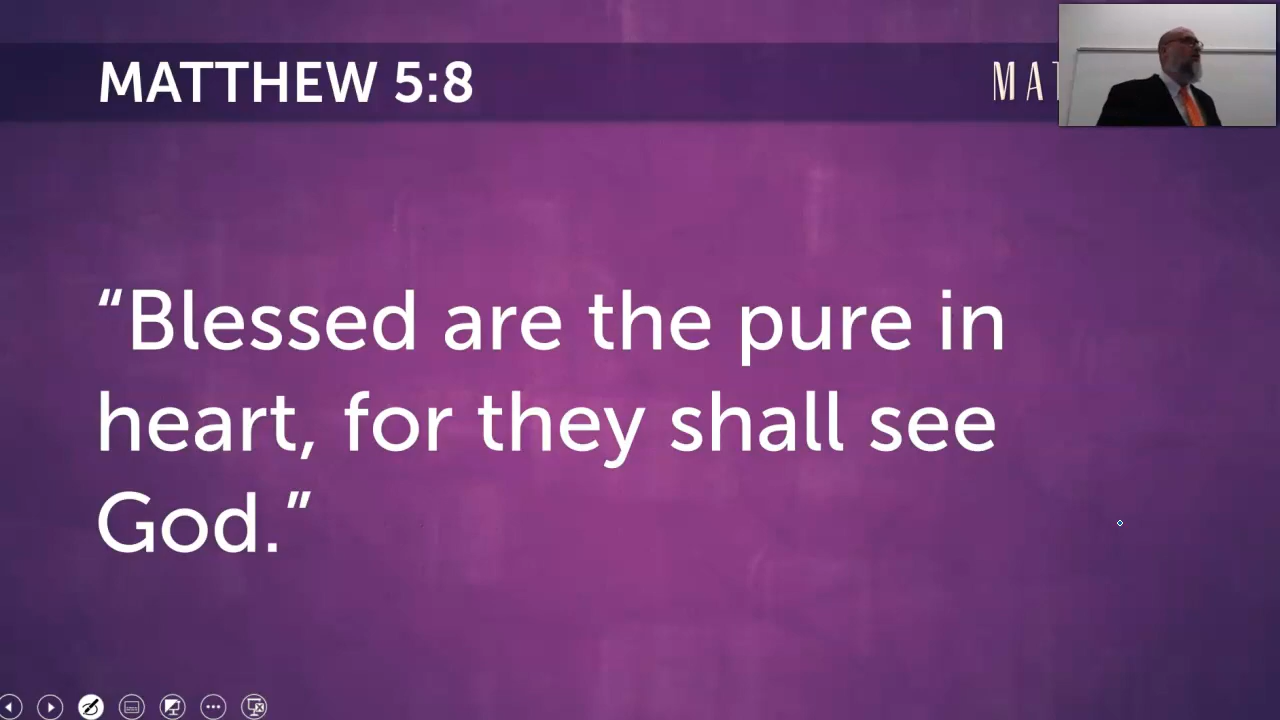 MATTHEW 5:8
MAT
“Blessed are the pure in
heart, for they shall see
God.”